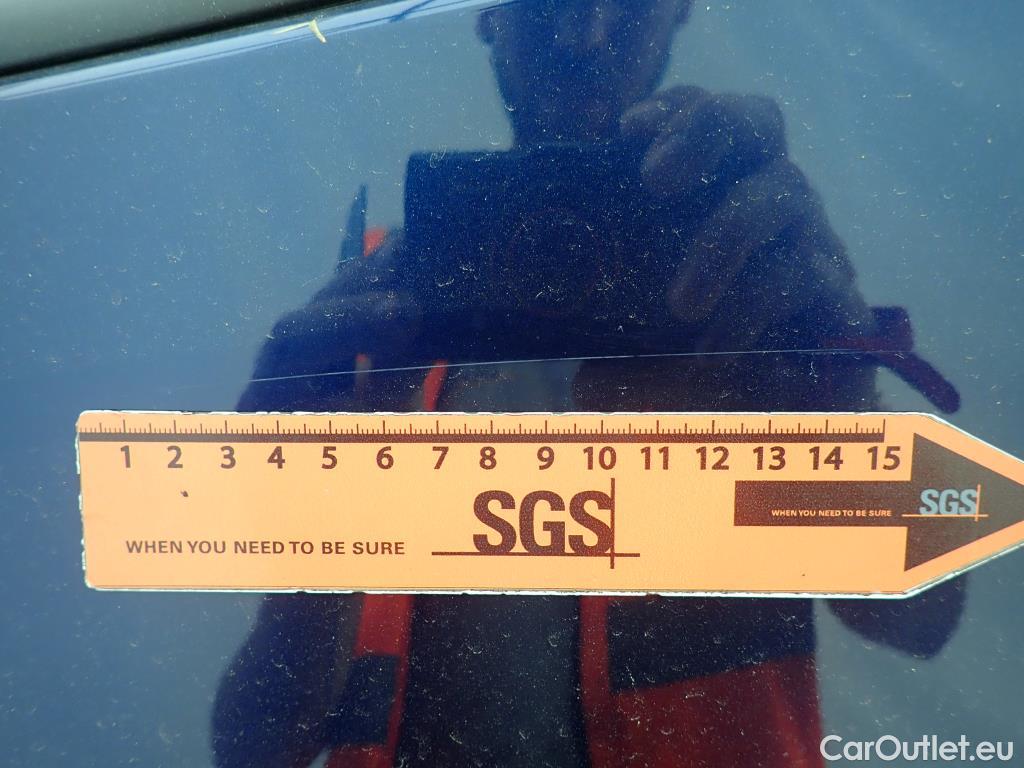 1 2 3 4 5 6 7 8 9 10 11 12 13 14 15
WHEN YOU NEED TO BE SURE SGS
WHEN YOU NEED TO BE SURE SGS
CarOutlet.eu